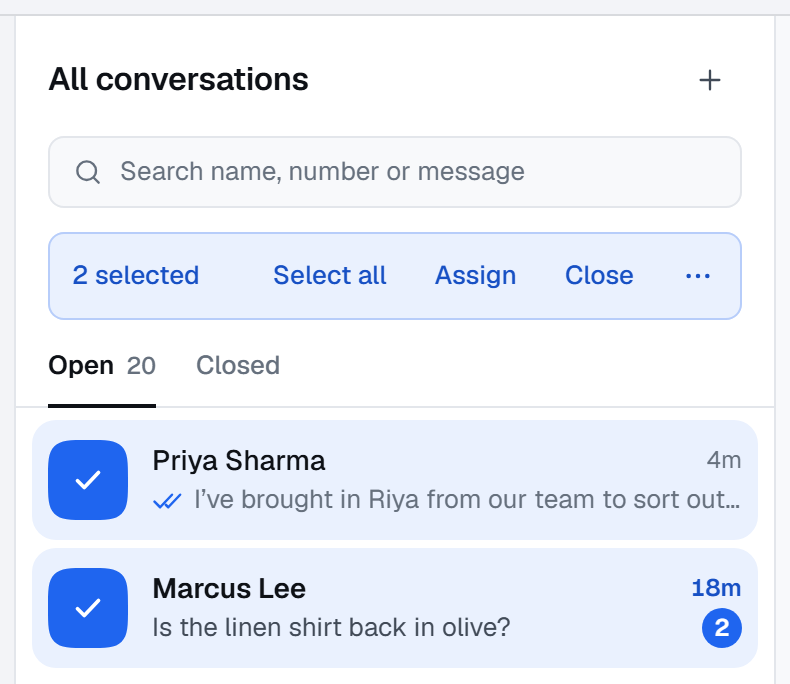 All conversations
Search name, number or message
2 selected Select all Assign Close ...
Open 20 Closed
Priya Sharma 4m
I’ve brought in Riya from our team to sort out...
Marcus Lee 18m
Is the linen shirt back in olive? 2